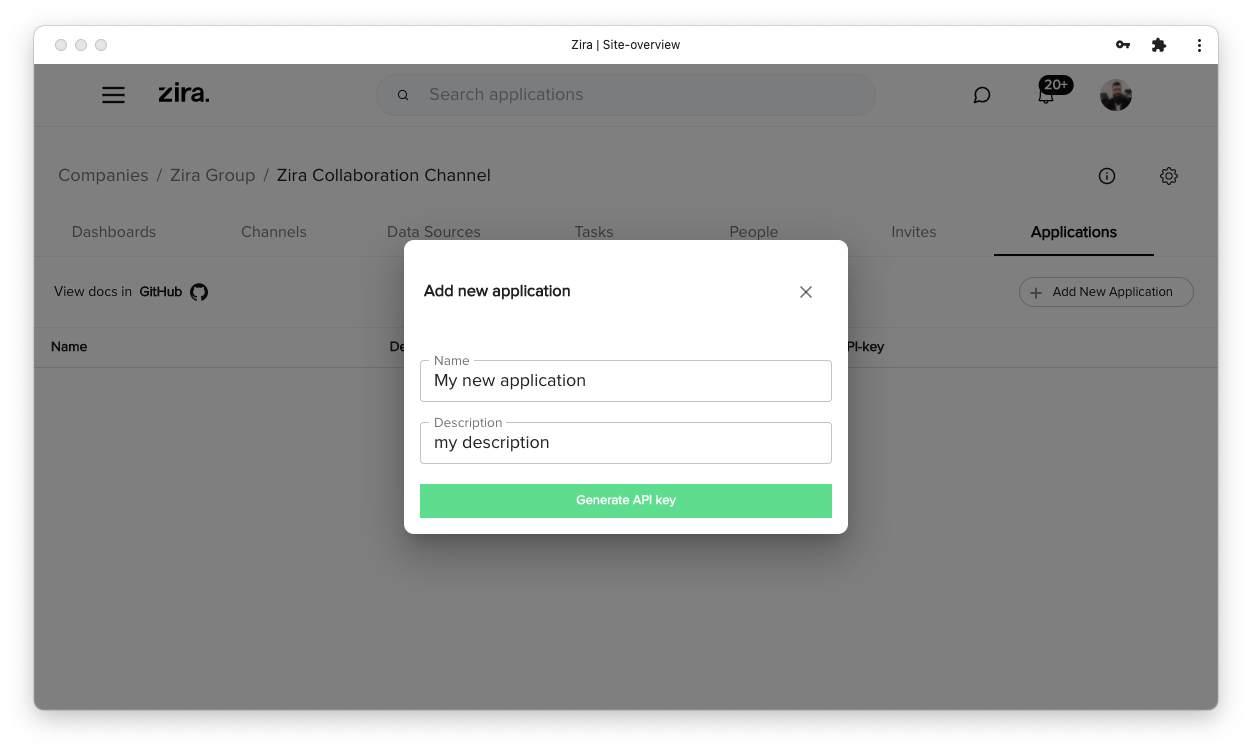 Zira | Site-overview
zira.
Search applications
20+
Companies / Zira Group / Zira Collaboration Channel
Dashboards Channels Data Sources Tasks People Invites Applications
View docs in GitHub
+ Add New Application
Name
PI-key
Add new application
Name
My new application
Description
my description
Generate API key